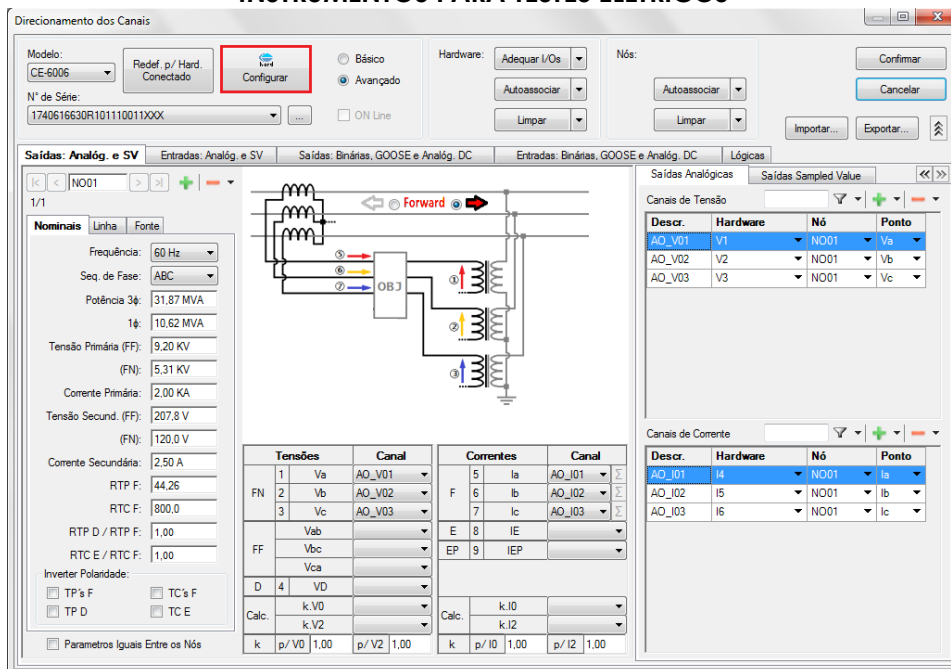 INSTRUMENTOS PARA TESTES ELÉTRICOS
Direcionamento dos Canais
Modelo:
CE-6006
Redef. p/ Hard. Conectado
hard
Configurar
Básico
Avançado
ON Line
N° de Série:
1740616630R101110011XXX
...
Hardware:
Adequar I/Os
Autoassociar
Limpar
Nós:
Autoassociar
Limpar
Confirmar
Cancelar
Importar...
Exportar...
Saídas: Analóg. e SV
Entradas: Analóg. e SV
Saídas: Binárias, GOOSE e Analóg. DC
Entradas: Binárias, GOOSE e Analóg. DC
Lógicas
NO01
1/1
Nominais
Linha
Fonte
Frequência: 60 Hz
Seq. de Fase: ABC
Potência 3ϕ: 31,87 MVA
1ϕ: 10,62 MVA
Tensão Primária (FF): 9,20 KV
(FN): 5,31 KV
Corrente Primária: 2,00 KA
Tensão Secund. (FF): 207,8 V
(FN): 120,0 V
Corrente Secundária: 2,50 A
RTP F: 44,26
RTC F: 800,0
RTP D / RTP F: 1,00
RTC E / RTC F: 1,00
Inverter Polaridade:
TP's F
TC's F
TP D
TC E
Parametros Iguais Entre os Nós
Forward
⑤
⑥
⑦
OBJ
①
②
③
Tensões Canal
FN
1 Va AO_V01
2 Vb AO_V02
3 Vc AO_V03
FF
Vab
Vbc
Vca
D 4 VD
Calc.
k.V0
k.V2
k p/ V0 1,00 p/ V2 1,00
Correntes Canal
F
5 Ia AO_I01 Σ
6 Ib AO_I02 Σ
7 Ic AO_I03 Σ
E 8 IE
EP 9 IEP
Calc.
k.I0
k.I2
k p/ I0 1,00 p/ I2 1,00
Saídas Analógicas
Saídas Sampled Value
Canais de Tensão
Descr. Hardware Nó Ponto
AO_V01 V1 NO01 Va
AO_V02 V2 NO01 Vb
AO_V03 V3 NO01 Vc
Canais de Corrente
Descr. Hardware Nó Ponto
AO_I01 I4 NO01 Ia
AO_I02 I5 NO01 Ib
AO_I03 I6 NO01 Ic